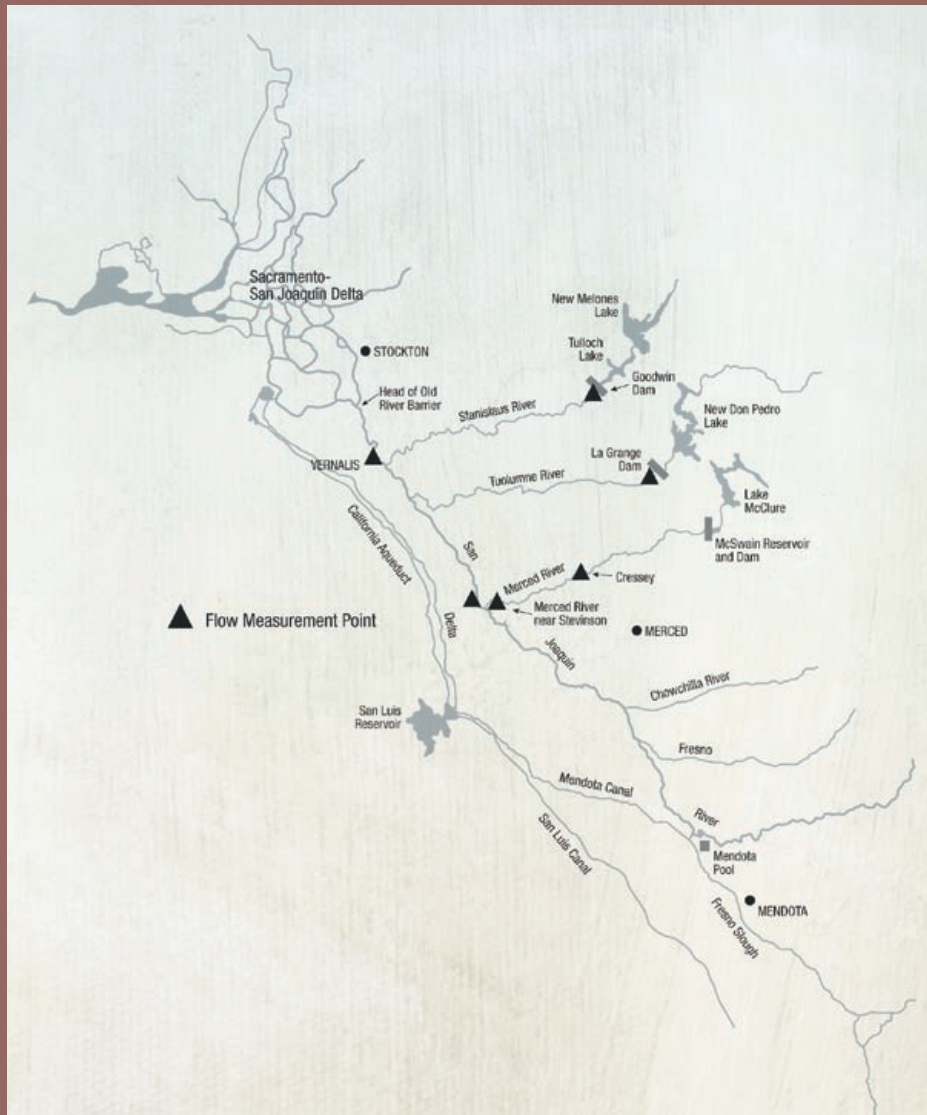 Sacramento-
San Joaquin Delta
New Melones
Lake
Tulloch
Lake
STOCKTON
Goodwin
Dam
Head of Old
River Barrier
Stanislaus River
New Don Pedro
Lake
VERNALIS
La Grange
Dam
Tuolumne River
Lake
McClure
California Aqueduct
San
McSwain Reservoir
and Dam
Merced River
Cressey
Flow Measurement Point
Delta
Merced River
near Stevinson
MERCED
Joaquin
Chowchilla River
San Luis
Reservoir
Fresno
Mendota Canal
River
San Luis Canal
Mendota
Pool
Fresno Slough
MENDOTA